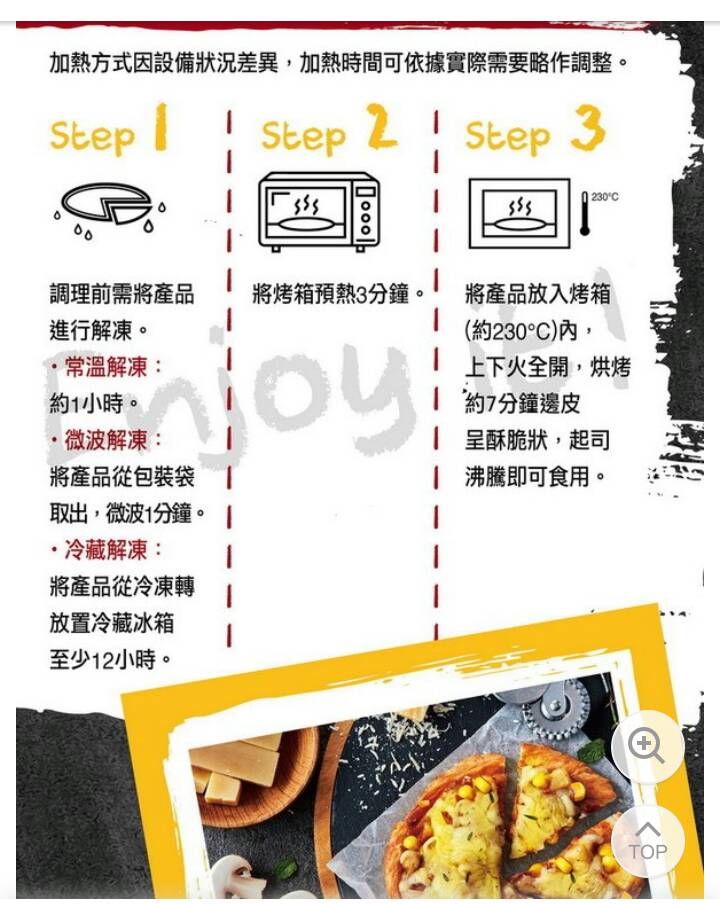 加熱方式因設備狀況差異，加熱時間可依據實際需要略作調整。
Step 1
調理前需將產品
進行解凍。
・常溫解凍：
約1小時。
・微波解凍：
將產品從包裝袋
取出，微波1分鐘。
・冷藏解凍：
將產品從冷凍轉
放置冷藏冰箱
至少12小時。
Step 2
將烤箱預熱3分鐘。
Step 3
230°C
將產品放入烤箱
(約230°C)內，
上下火全開，烘烤
約7分鐘邊皮
呈酥脆狀，起司
沸騰即可食用。
Enjoy it!
TOP